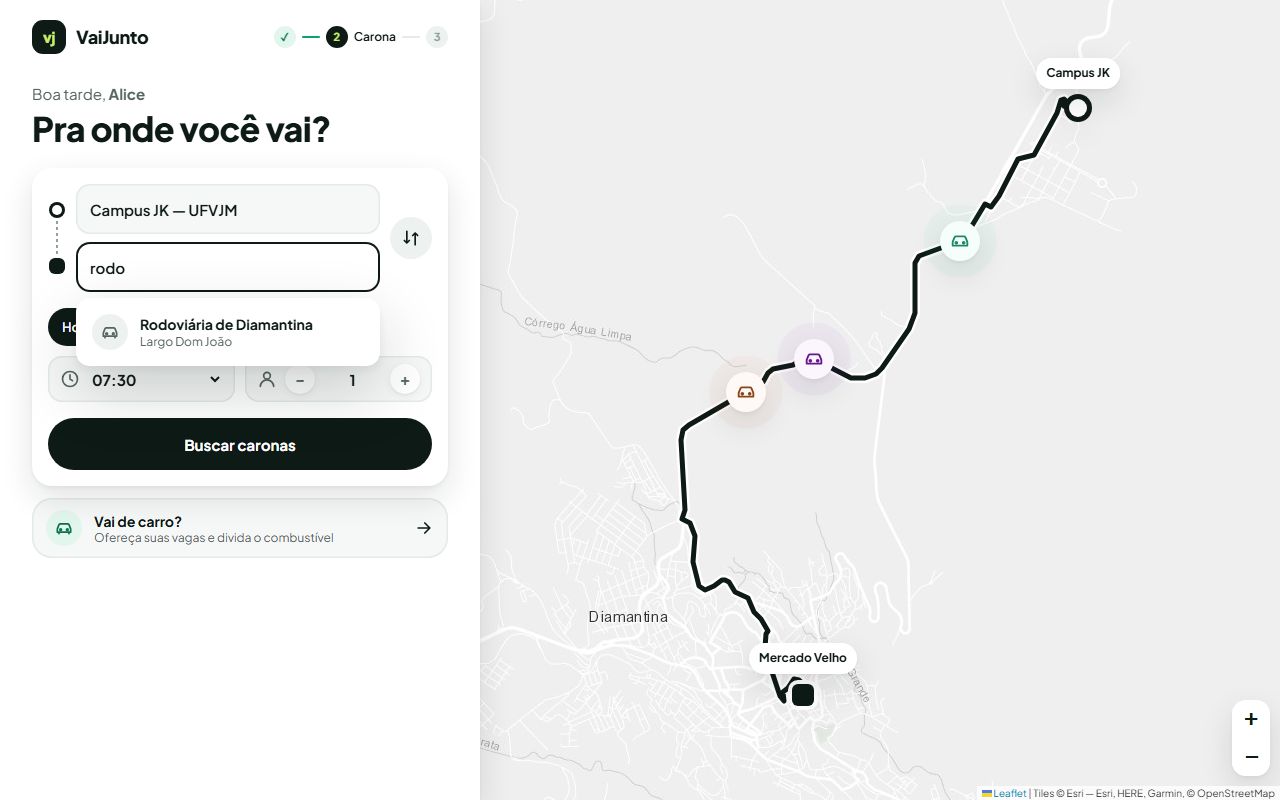 vj VaiJunto
✓ 2 Carona 3
Boa tarde, Alice
Pra onde você vai?
Campus JK — UFVJM
rodo
Rodoviária de Diamantina
Largo Dom João
07:30
− 1 +
Buscar caronas
Vai de carro?
Ofereça suas vagas e divida o combustível
Campus JK
Córrego Água Limpa
Diamantina
Mercado Velho
Grande
+
−
Leaflet | Tiles © Esri — Esri, HERE, Garmin, © OpenStreetMap